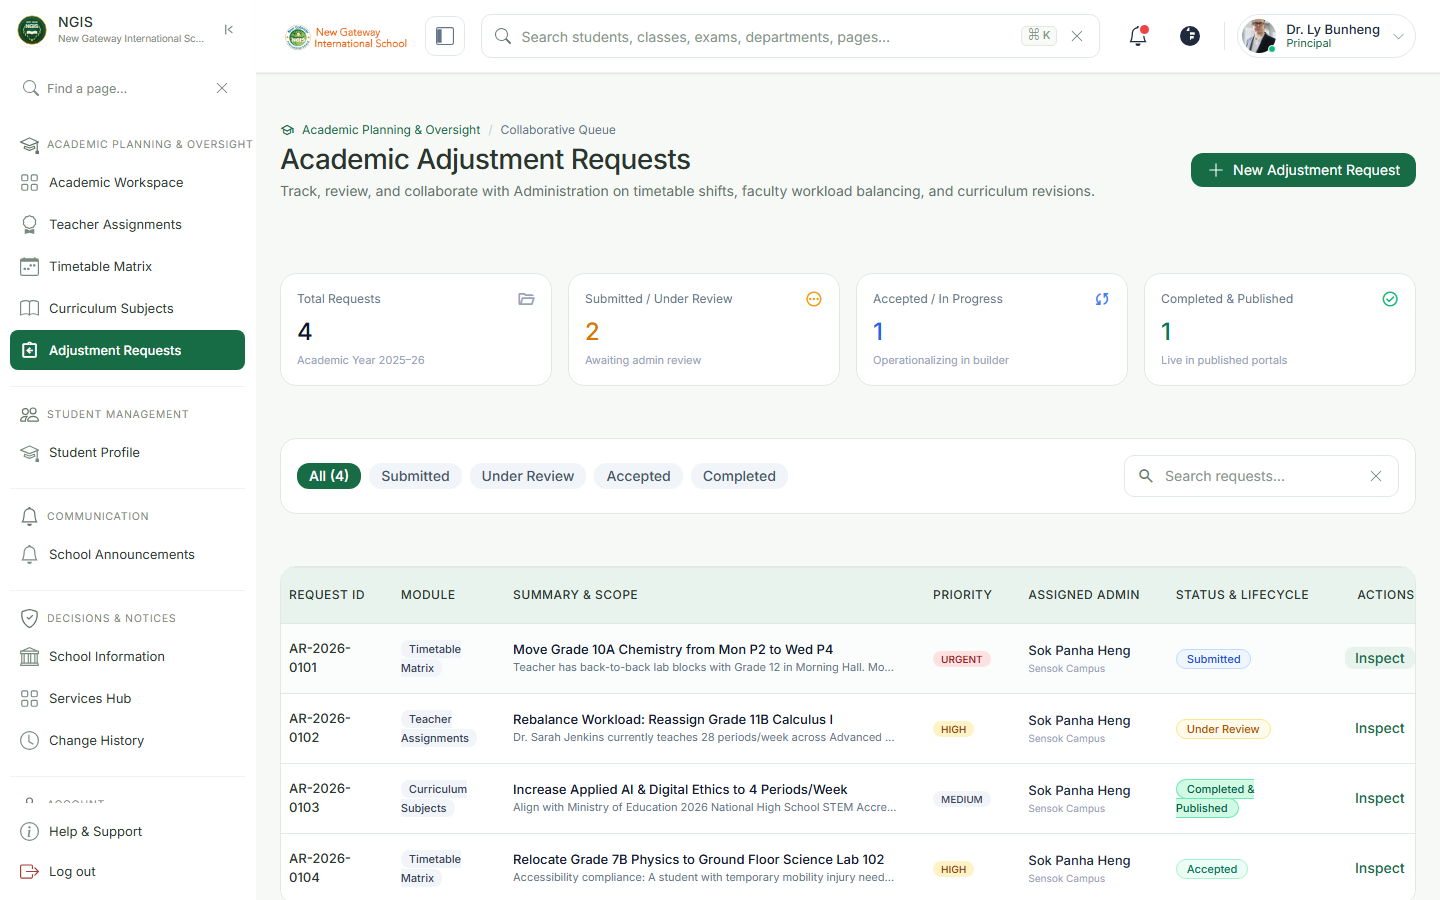 NGIS
New Gateway International Sc...
Find a page...
ACADEMIC PLANNING & OVERSIGHT
Academic Workspace
Teacher Assignments
Timetable Matrix
Curriculum Subjects
Adjustment Requests
STUDENT MANAGEMENT
Student Profile
COMMUNICATION
School Announcements
DECISIONS & NOTICES
School Information
Services Hub
Change History
Help & Support
Log out
New Gateway
International School
Search students, classes, exams, departments, pages...
⌘ K
Dr. Ly Bunheng
Principal
Academic Planning & Oversight / Collaborative Queue
Academic Adjustment Requests
Track, review, and collaborate with Administration on timetable shifts, faculty workload balancing, and curriculum revisions.
New Adjustment Request
Total Requests
4
Academic Year 2025–26
Submitted / Under Review
2
Awaiting admin review
Accepted / In Progress
1
Operationalizing in builder
Completed & Published
1
Live in published portals
All (4) Submitted Under Review Accepted Completed
Search requests...
REQUEST ID MODULE SUMMARY & SCOPE PRIORITY ASSIGNED ADMIN STATUS & LIFECYCLE ACTIONS
AR-2026-
0101
Timetable
Matrix
Move Grade 10A Chemistry from Mon P2 to Wed P4
Teacher has back-to-back lab blocks with Grade 12 in Morning Hall. Mo...
URGENT
Sok Panha Heng
Sensok Campus
Submitted
Inspect
AR-2026-
0102
Teacher
Assignments
Rebalance Workload: Reassign Grade 11B Calculus I
Dr. Sarah Jenkins currently teaches 28 periods/week across Advanced ...
HIGH
Sok Panha Heng
Sensok Campus
Under Review
Inspect
AR-2026-
0103
Curriculum
Subjects
Increase Applied AI & Digital Ethics to 4 Periods/Week
Align with Ministry of Education 2026 National High School STEM Accre...
MEDIUM
Sok Panha Heng
Sensok Campus
Completed &
Published
Inspect
AR-2026-
0104
Timetable
Matrix
Relocate Grade 7B Physics to Ground Floor Science Lab 102
Accessibility compliance: A student with temporary mobility injury need...
HIGH
Sok Panha Heng
Sensok Campus
Accepted
Inspect